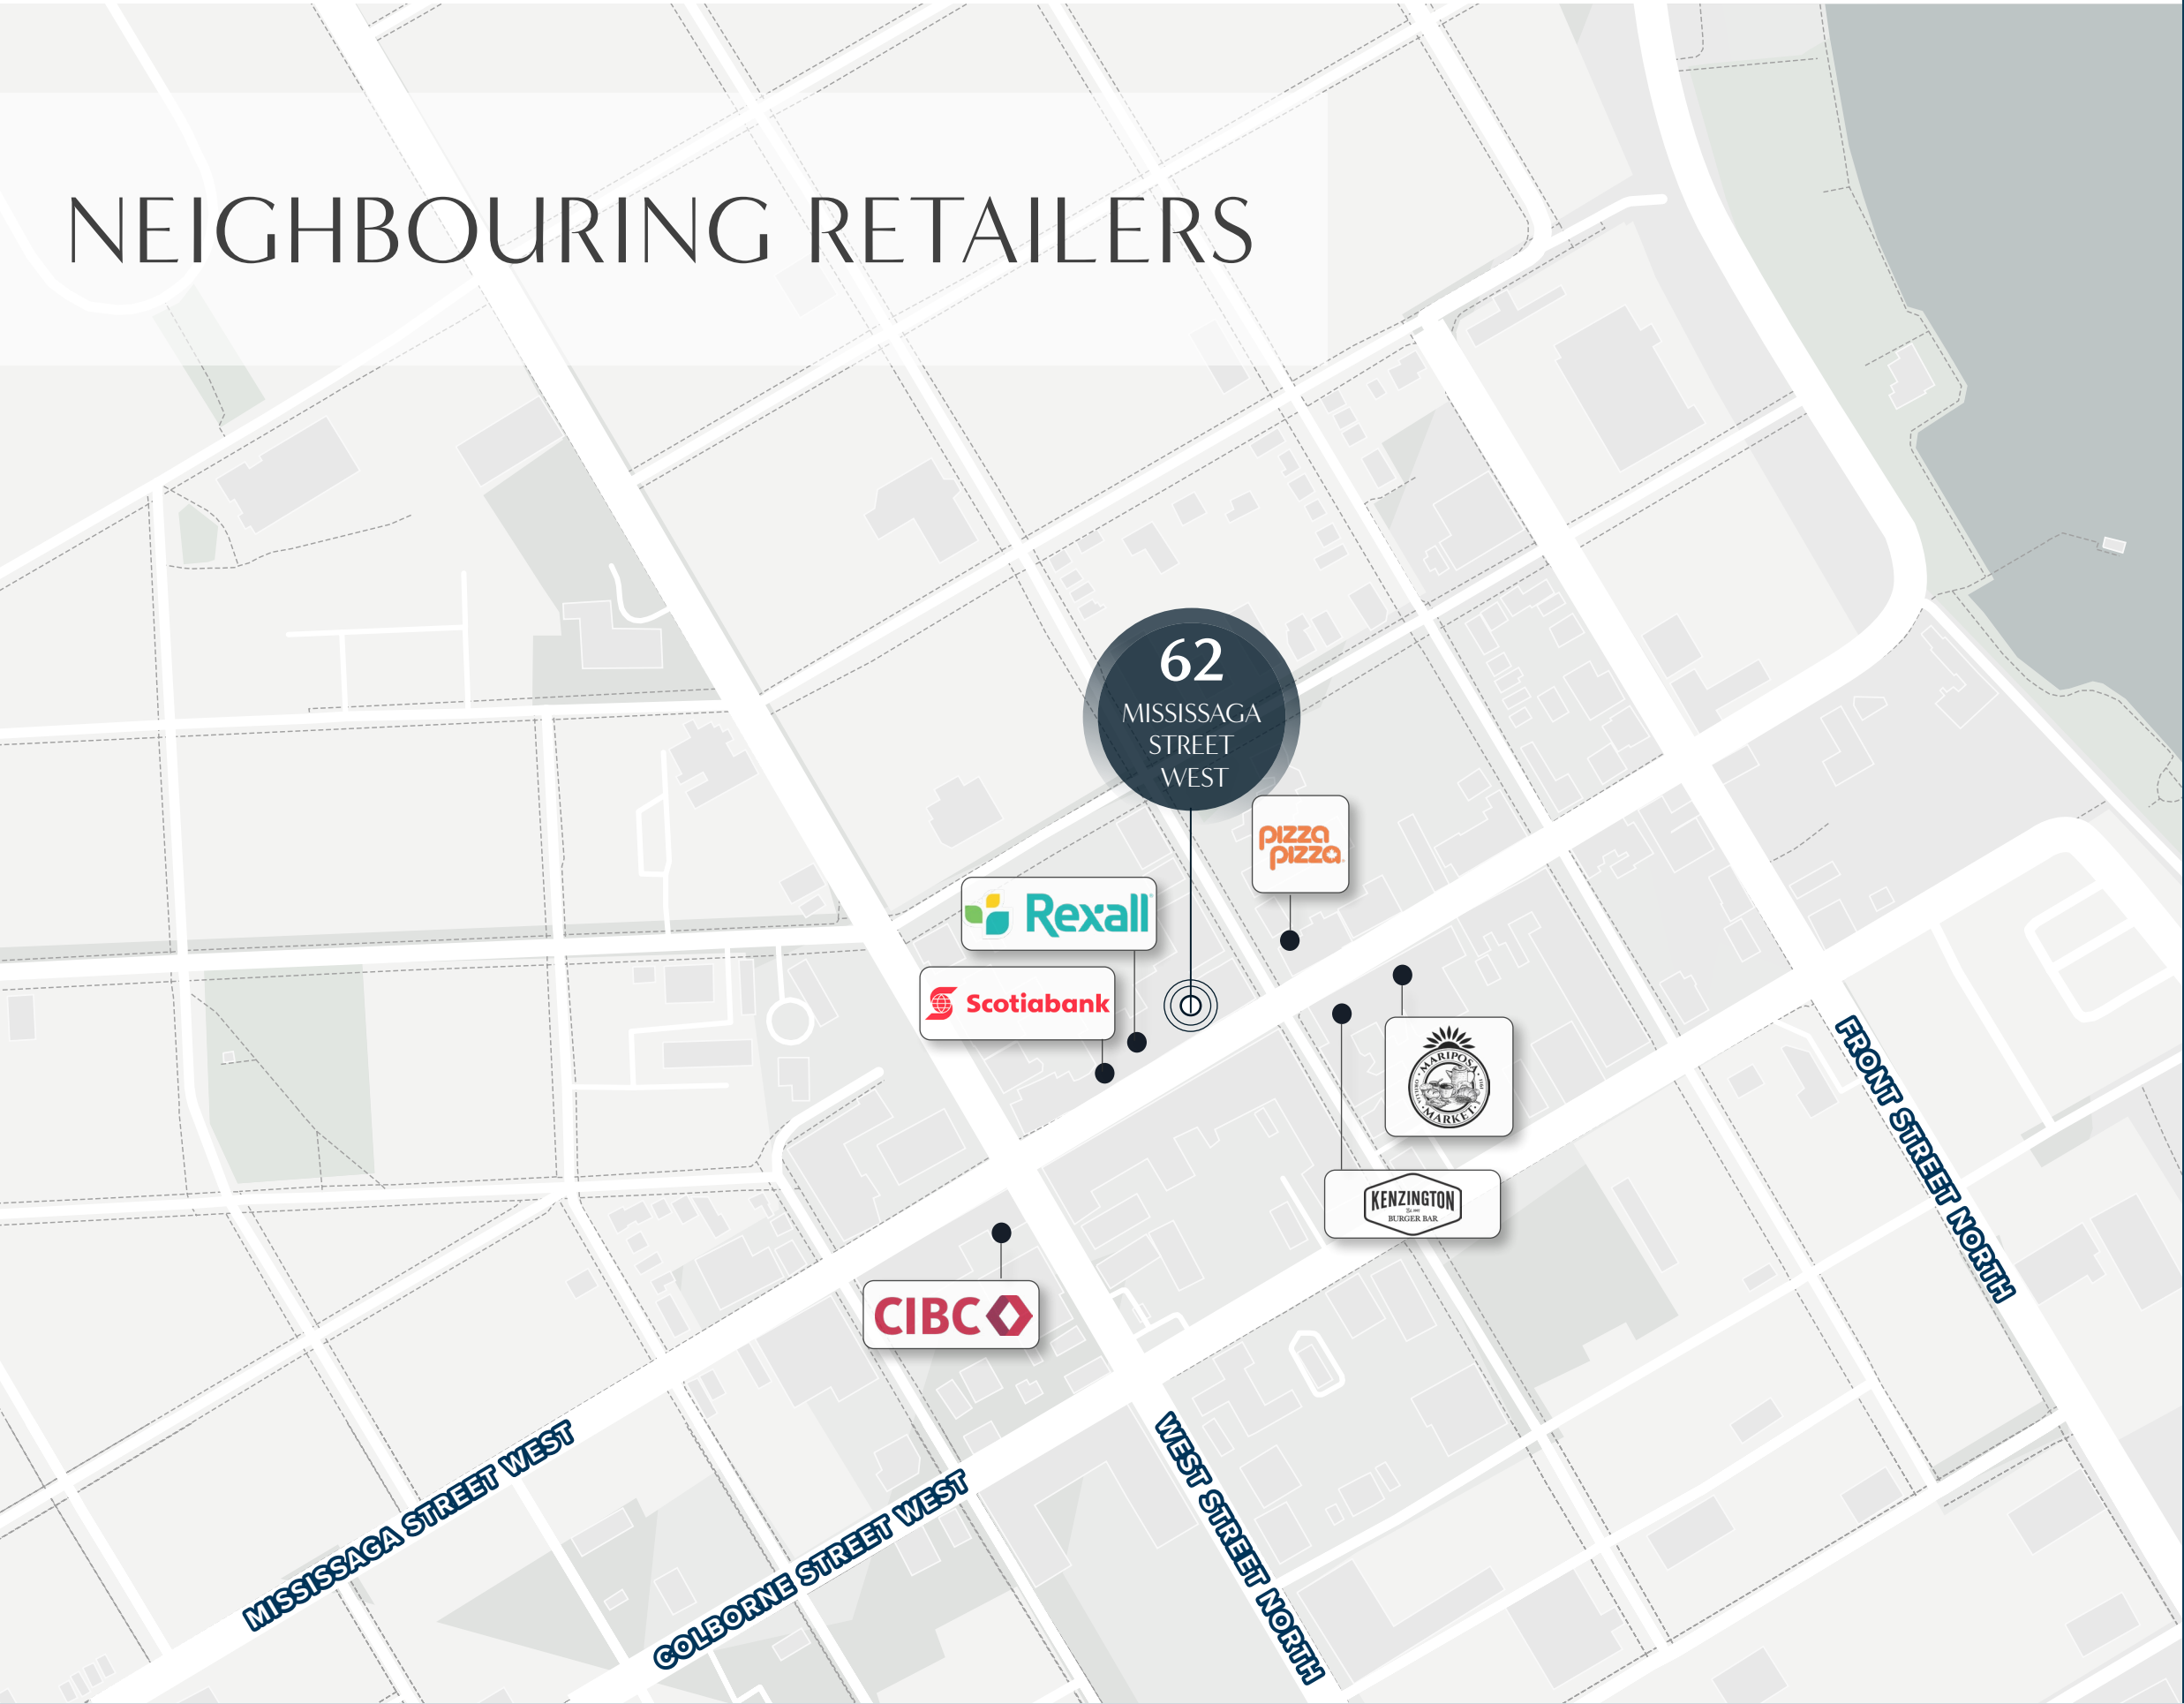 NEIGHBOURING RETAILERS
62
MISSISSAGA
STREET
WEST
pizza
pizza
Rexall
Scotiabank
MARIPOSA
MARKET
KENZINGTON
BURGER BAR
CIBC
FRONT STREET NORTH
MISSISSAGA STREET WEST
COLBORNE STREET WEST
WEST STREET NORTH